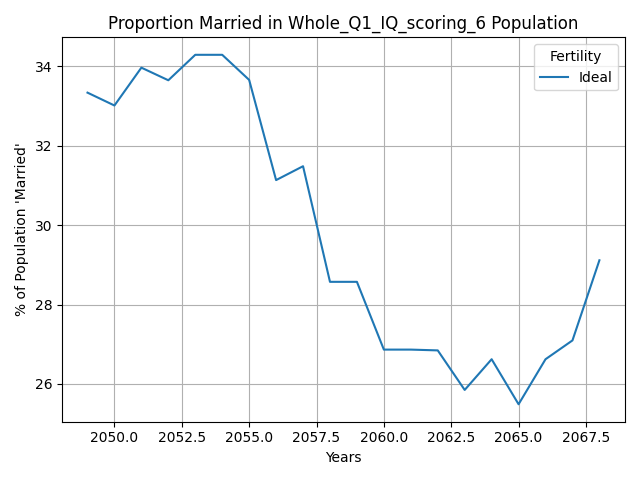 Proportion Married in Whole_Q1_IQ_scoring_6 Population
Fertility
Ideal
% of Population 'Married'
34
32
30
28
26
2050.0 2052.5 2055.0 2057.5 2060.0 2062.5 2065.0 2067.5
Years